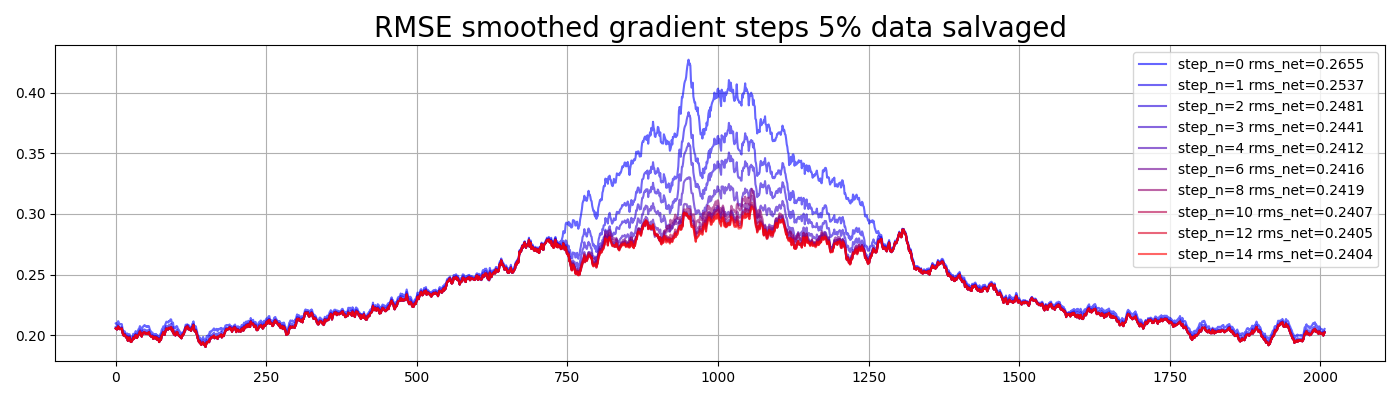 RMSE smoothed gradient steps 5% data salvaged
step_n=0 rms_net=0.2655
step_n=1 rms_net=0.2537
step_n=2 rms_net=0.2481
step_n=3 rms_net=0.2441
step_n=4 rms_net=0.2412
step_n=6 rms_net=0.2416
step_n=8 rms_net=0.2419
step_n=10 rms_net=0.2407
step_n=12 rms_net=0.2405
step_n=14 rms_net=0.2404
0.40
0.35
0.30
0.25
0.20
0 250 500 750 1000 1250 1500 1750 2000